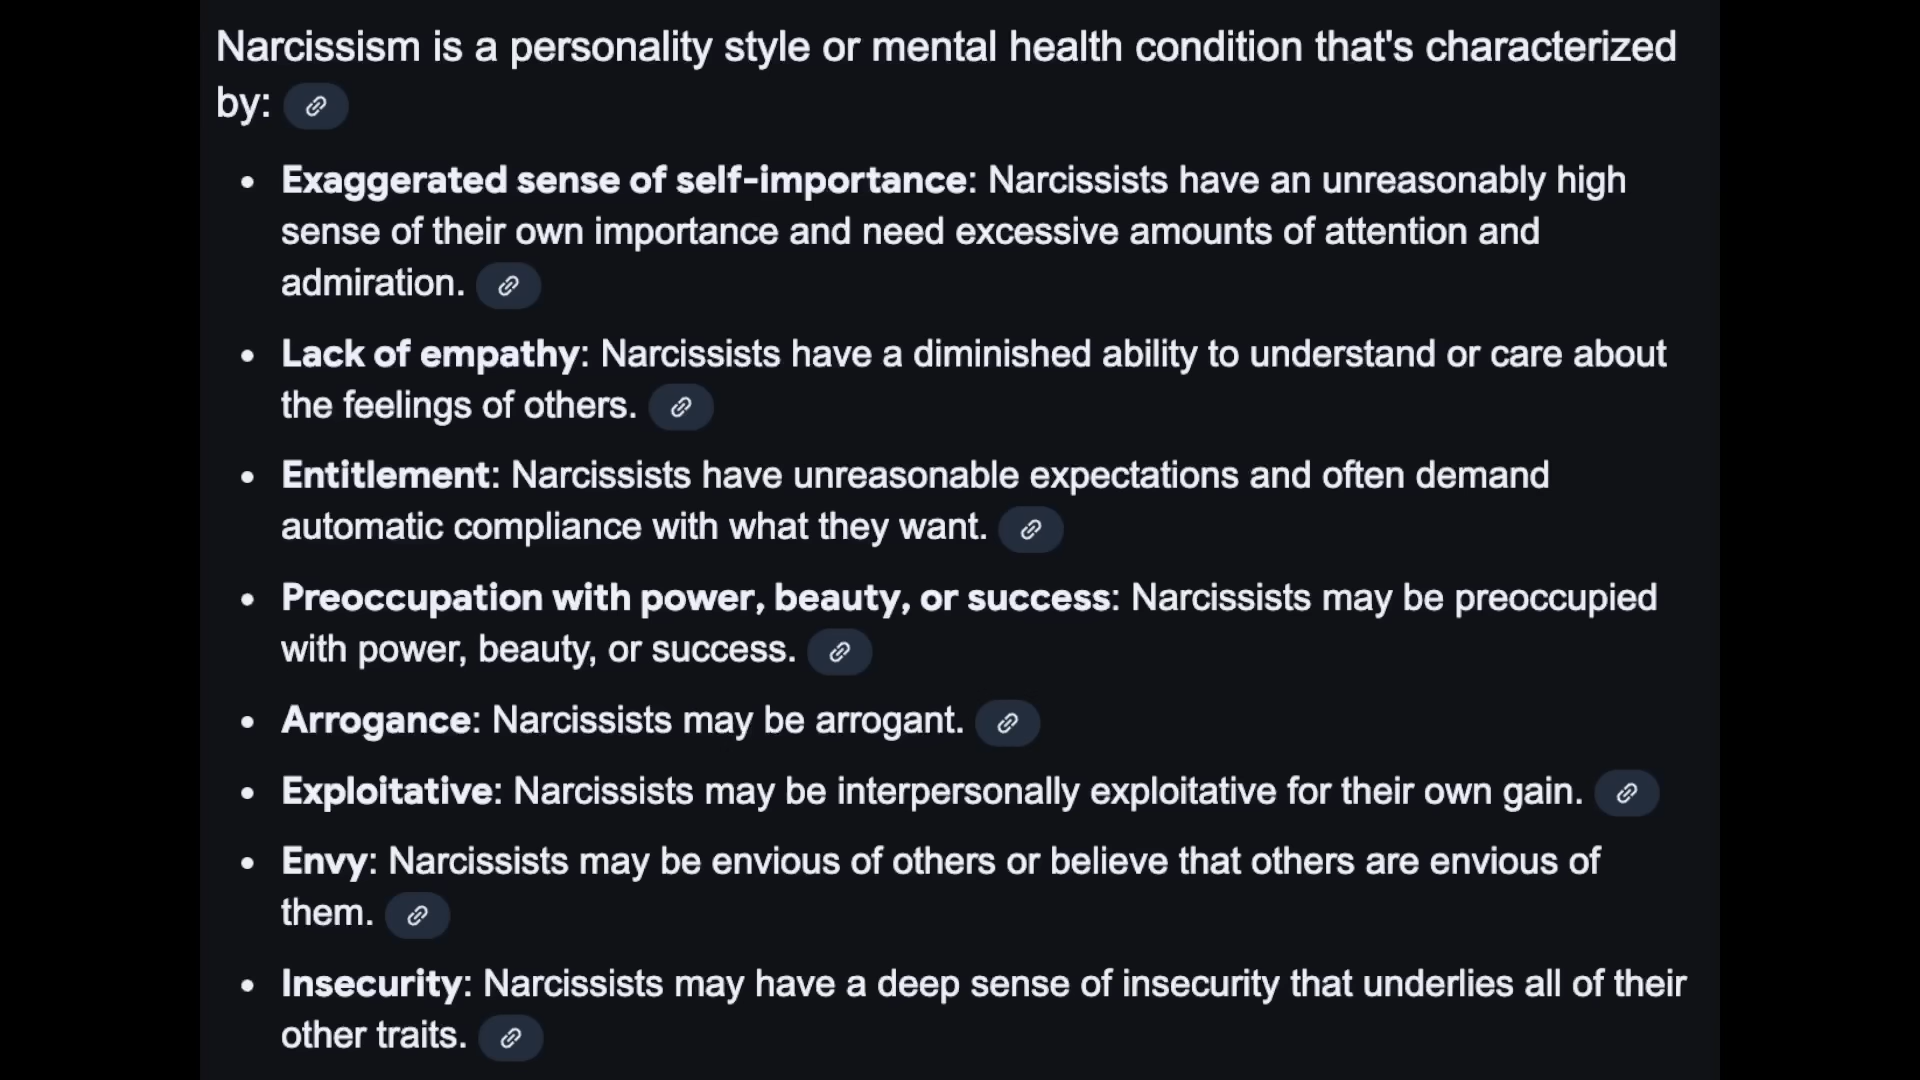 Narcissism is a personality style or mental health condition that's characterized
by:
• Exaggerated sense of self-importance: Narcissists have an unreasonably high
sense of their own importance and need excessive amounts of attention and
admiration.
• Lack of empathy: Narcissists have a diminished ability to understand or care about
the feelings of others.
• Entitlement: Narcissists have unreasonable expectations and often demand
automatic compliance with what they want.
• Preoccupation with power, beauty, or success: Narcissists may be preoccupied
with power, beauty, or success.
• Arrogance: Narcissists may be arrogant.
• Exploitative: Narcissists may be interpersonally exploitative for their own gain.
• Envy: Narcissists may be envious of others or believe that others are envious of
them.
• Insecurity: Narcissists may have a deep sense of insecurity that underlies all of their
other traits.